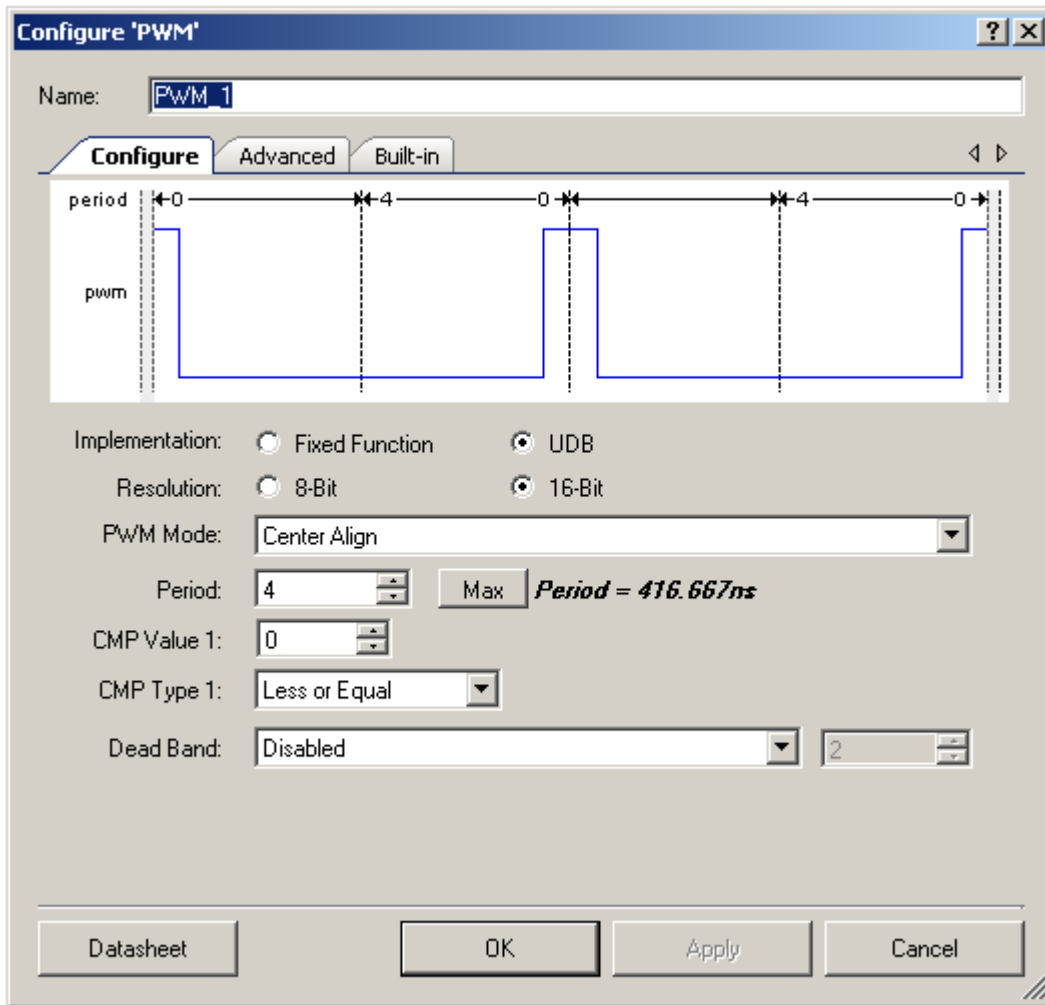 Configure 'PWM'
Name: PWM_1
Configure Advanced Built-in
period 0 4 0 4 0
pwm
Implementation: Fixed Function UDB
Resolution: 8-Bit 16-Bit
PWM Mode: Center Align
Period: 4 Max Period = 416.667ns
CMP Value 1: 0
CMP Type 1: Less or Equal
Dead Band: Disabled 2
Datasheet OK Apply Cancel